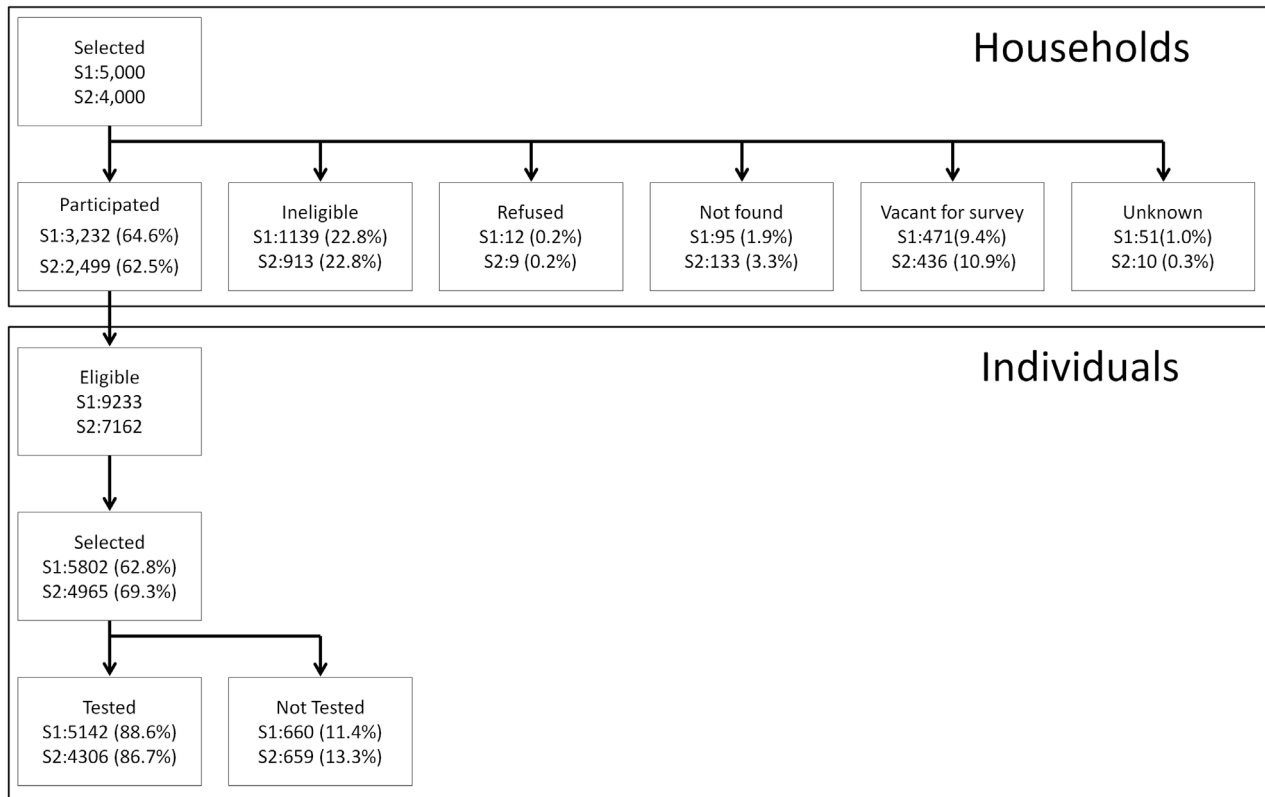 Households
Selected
S1:5,000
S2:4,000
Participated
S1:3,232 (64.6%)
S2:2,499 (62.5%)
Ineligible
S1:1139 (22.8%)
S2:913 (22.8%)
Refused
S1:12 (0.2%)
S2:9 (0.2%)
Not found
S1:95 (1.9%)
S2:133 (3.3%)
Vacant for survey
S1:471(9.4%)
S2:436 (10.9%)
Unknown
S1:51(1.0%)
S2:10 (0.3%)
Individuals
Eligible
S1:9233
S2:7162
Selected
S1:5802 (62.8%)
S2:4965 (69.3%)
Tested
S1:5142 (88.6%)
S2:4306 (86.7%)
Not Tested
S1:660 (11.4%)
S2:659 (13.3%)